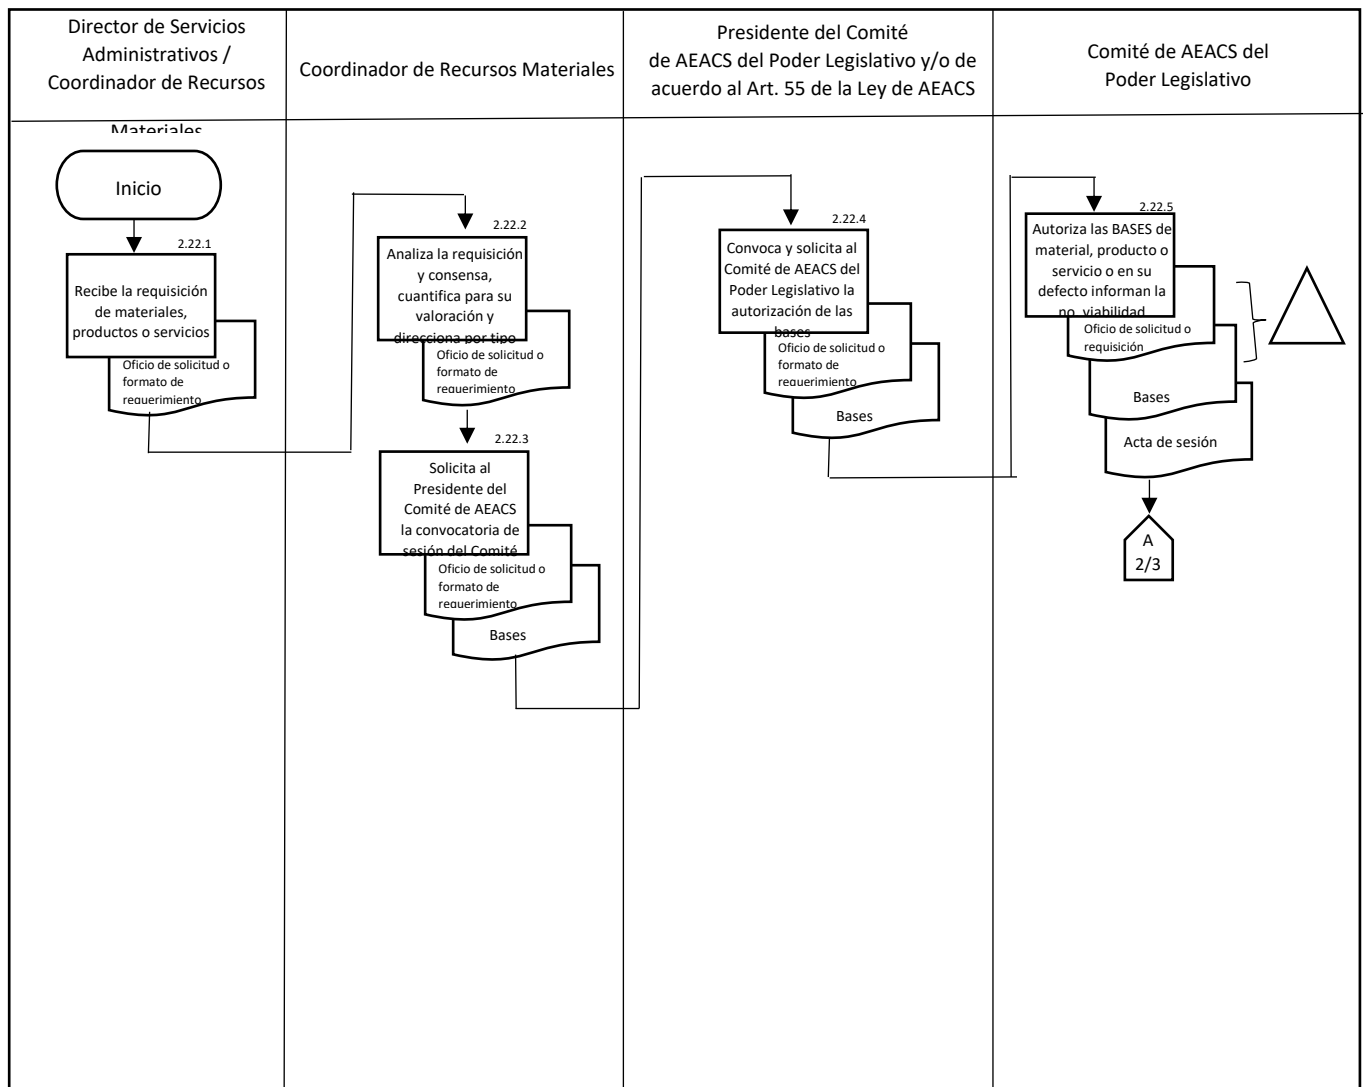 Director de Servicios
Administrativos /
Coordinador de Recursos
Materiales
Coordinador de Recursos Materiales
Presidente del Comité
de AEACS del Poder Legislativo y/o de
acuerdo al Art. 55 de la Ley de AEACS
Comité de AEACS del
Poder Legislativo
Inicio
2.22.1
Recibe la requisición
de materiales,
productos o servicios
Oficio de solicitud o
formato de
requerimiento
2.22.2
Analiza la requisición
y consensa,
cuantifica para su
valoración y
direcciona por tipo
Oficio de solicitud o
formato de
requerimiento
2.22.3
Solicita al
Presidente del
Comité de AEACS
la convocatoria de
sesión del Comité
Oficio de solicitud o
formato de
requerimiento
Bases
2.22.4
Convoca y solicita al
Comité de AEACS del
Poder Legislativo la
autorización de las
bases
Oficio de solicitud o
formato de
requerimiento
Bases
2.22.5
Autoriza las BASES de
material, producto o
servicio o en su
defecto informan la
no viabilidad
Oficio de solicitud o
requisición
Bases
Acta de sesión
A
2/3